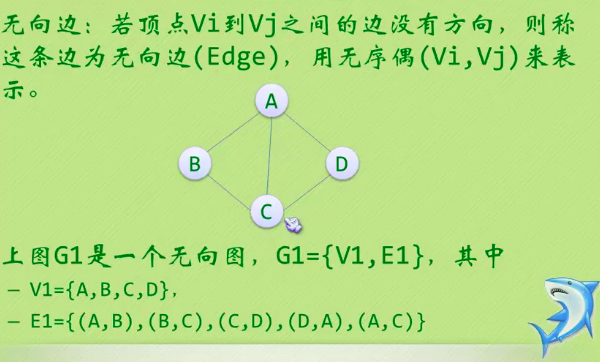 无向边：若顶点Vi到Vj之间的边没有方向，则称
这条边为无向边(Edge)，用无序偶(Vi,Vj)来表
示。
A
B
D
C
上图G1是一个无向图，G1={V1,E1}，其中
– V1={A,B,C,D},
– E1={(A,B),(B,C),(C,D),(D,A),(A,C)}